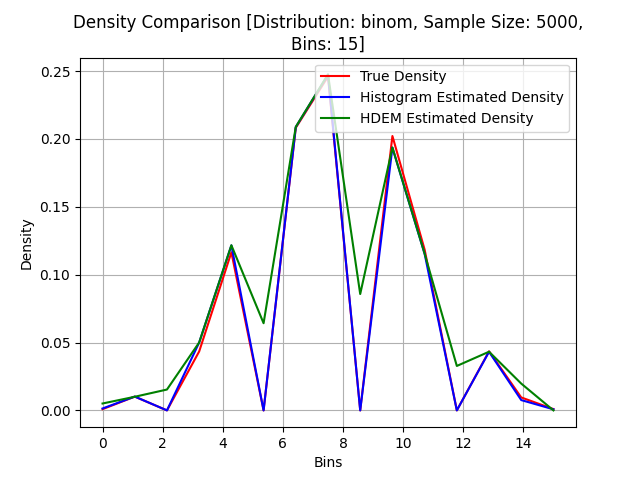 Density Comparison [Distribution: binom, Sample Size: 5000,
Bins: 15]
True Density
Histogram Estimated Density
HDEM Estimated Density
0.25
0.20
0.15
0.10
0.05
0.00
Density
0 2 4 6 8 10 12 14
Bins